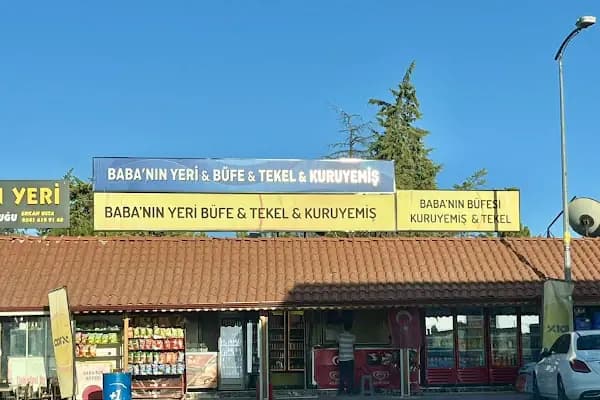 BABA'NIN YERİ & BÜFE & TEKEL & KURUYEMİŞ
BABA'NIN YERİ BÜFE & TEKEL & KURUYEMİŞ
BABA'NIN BÜFESİ
KURUYEMİŞ & TEKEL
YERİ